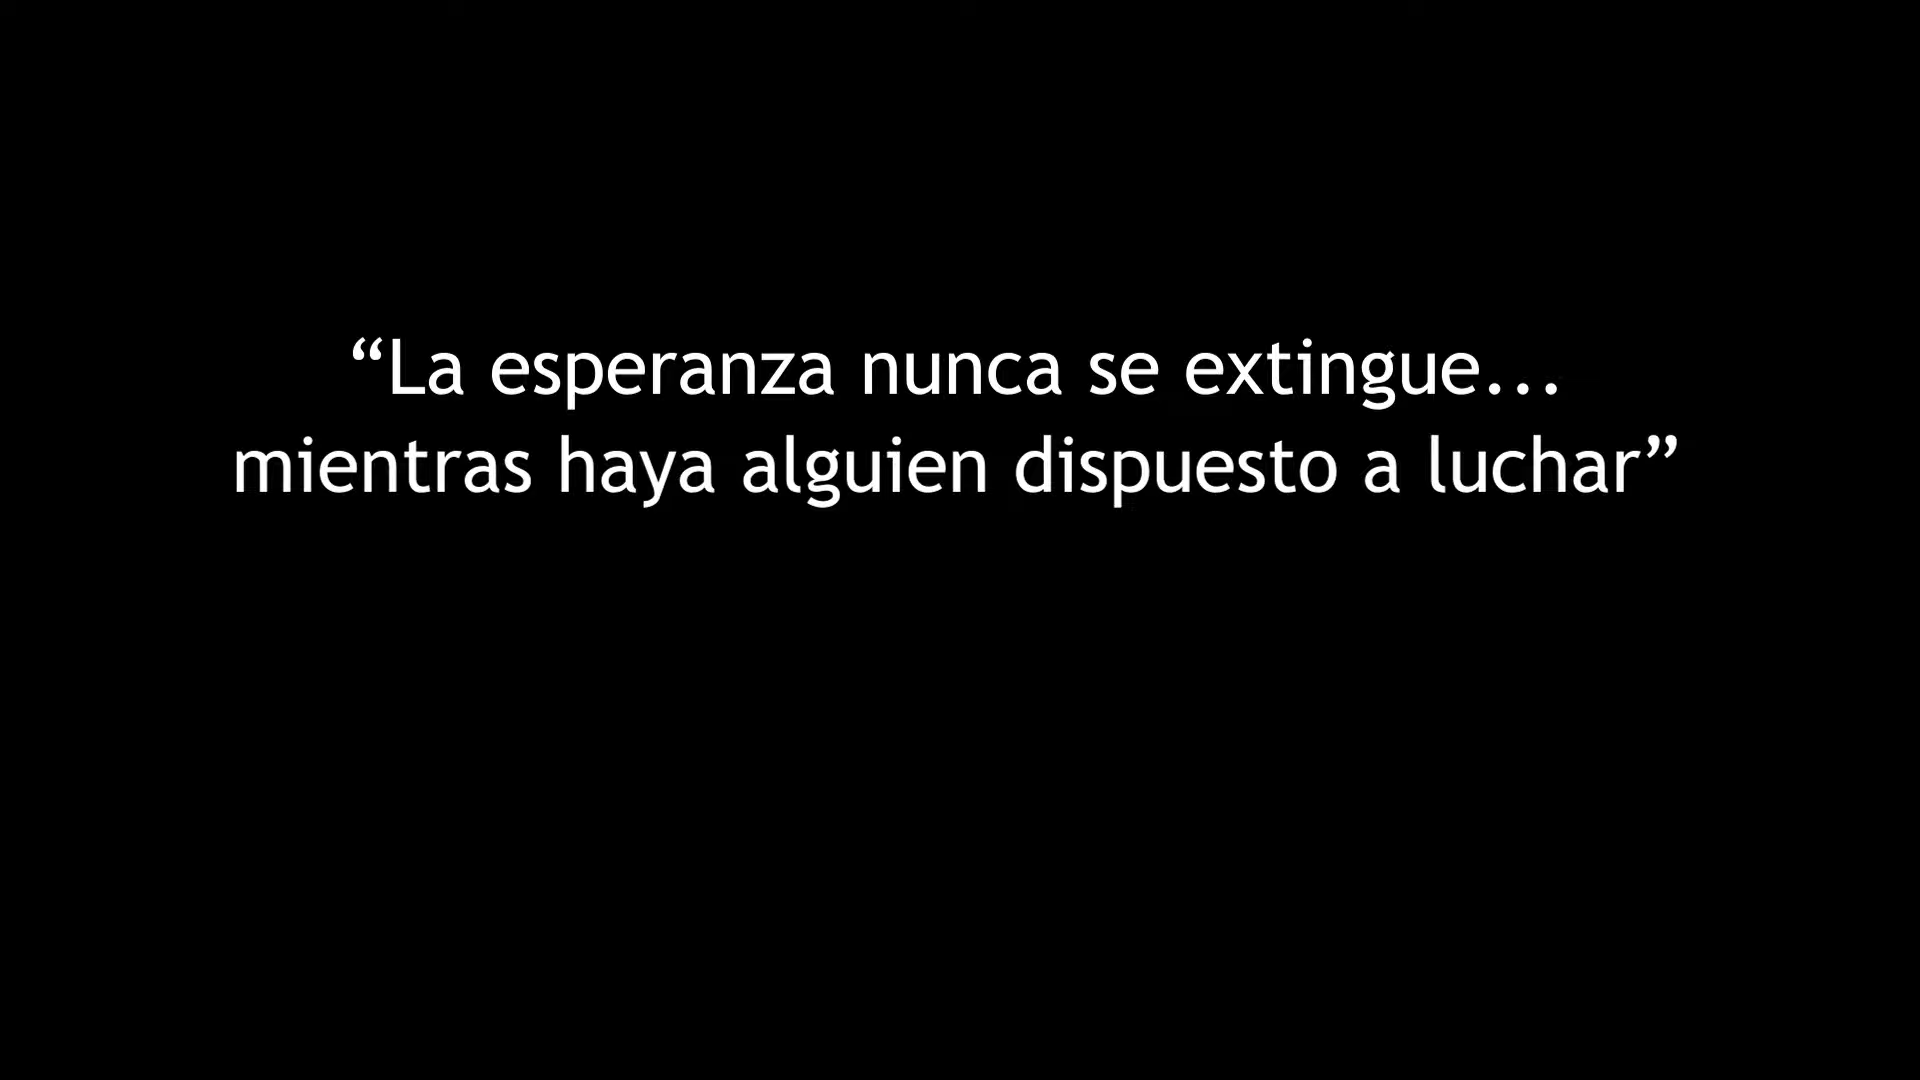 “La esperanza nunca se extingue...
mientras haya alguien dispuesto a luchar”